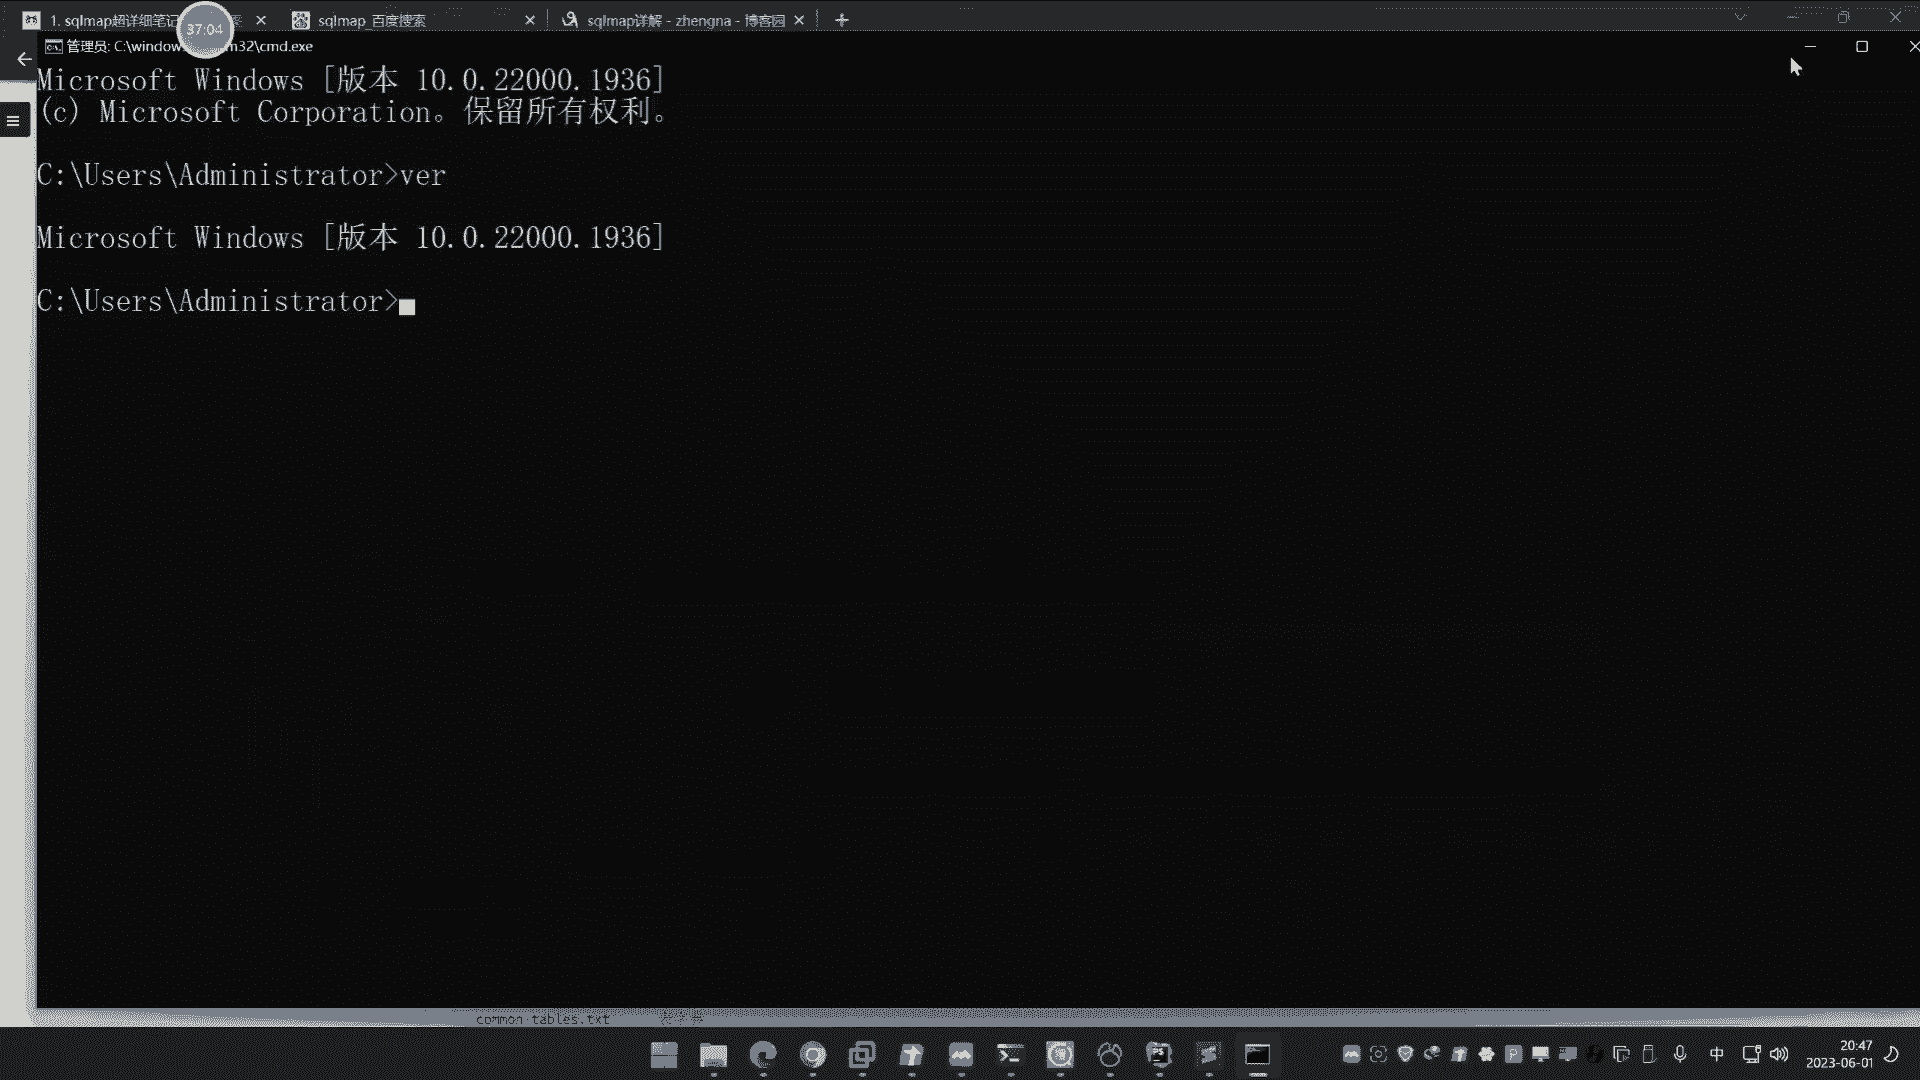 1. sqlmap超详细笔记
sqlmap_百度搜索
sqlmap详解 - zhengna - 博客园
37:04
管理员: C:\window m32\cmd.exe
Microsoft Windows [版本 10.0.22000.1936]
(c) Microsoft Corporation。保留所有权利。
C:\Users\Administrator>ver
Microsoft Windows [版本 10.0.22000.1936]
C:\Users\Administrator>
common-tables.txt
中
20:47
2023-06-01